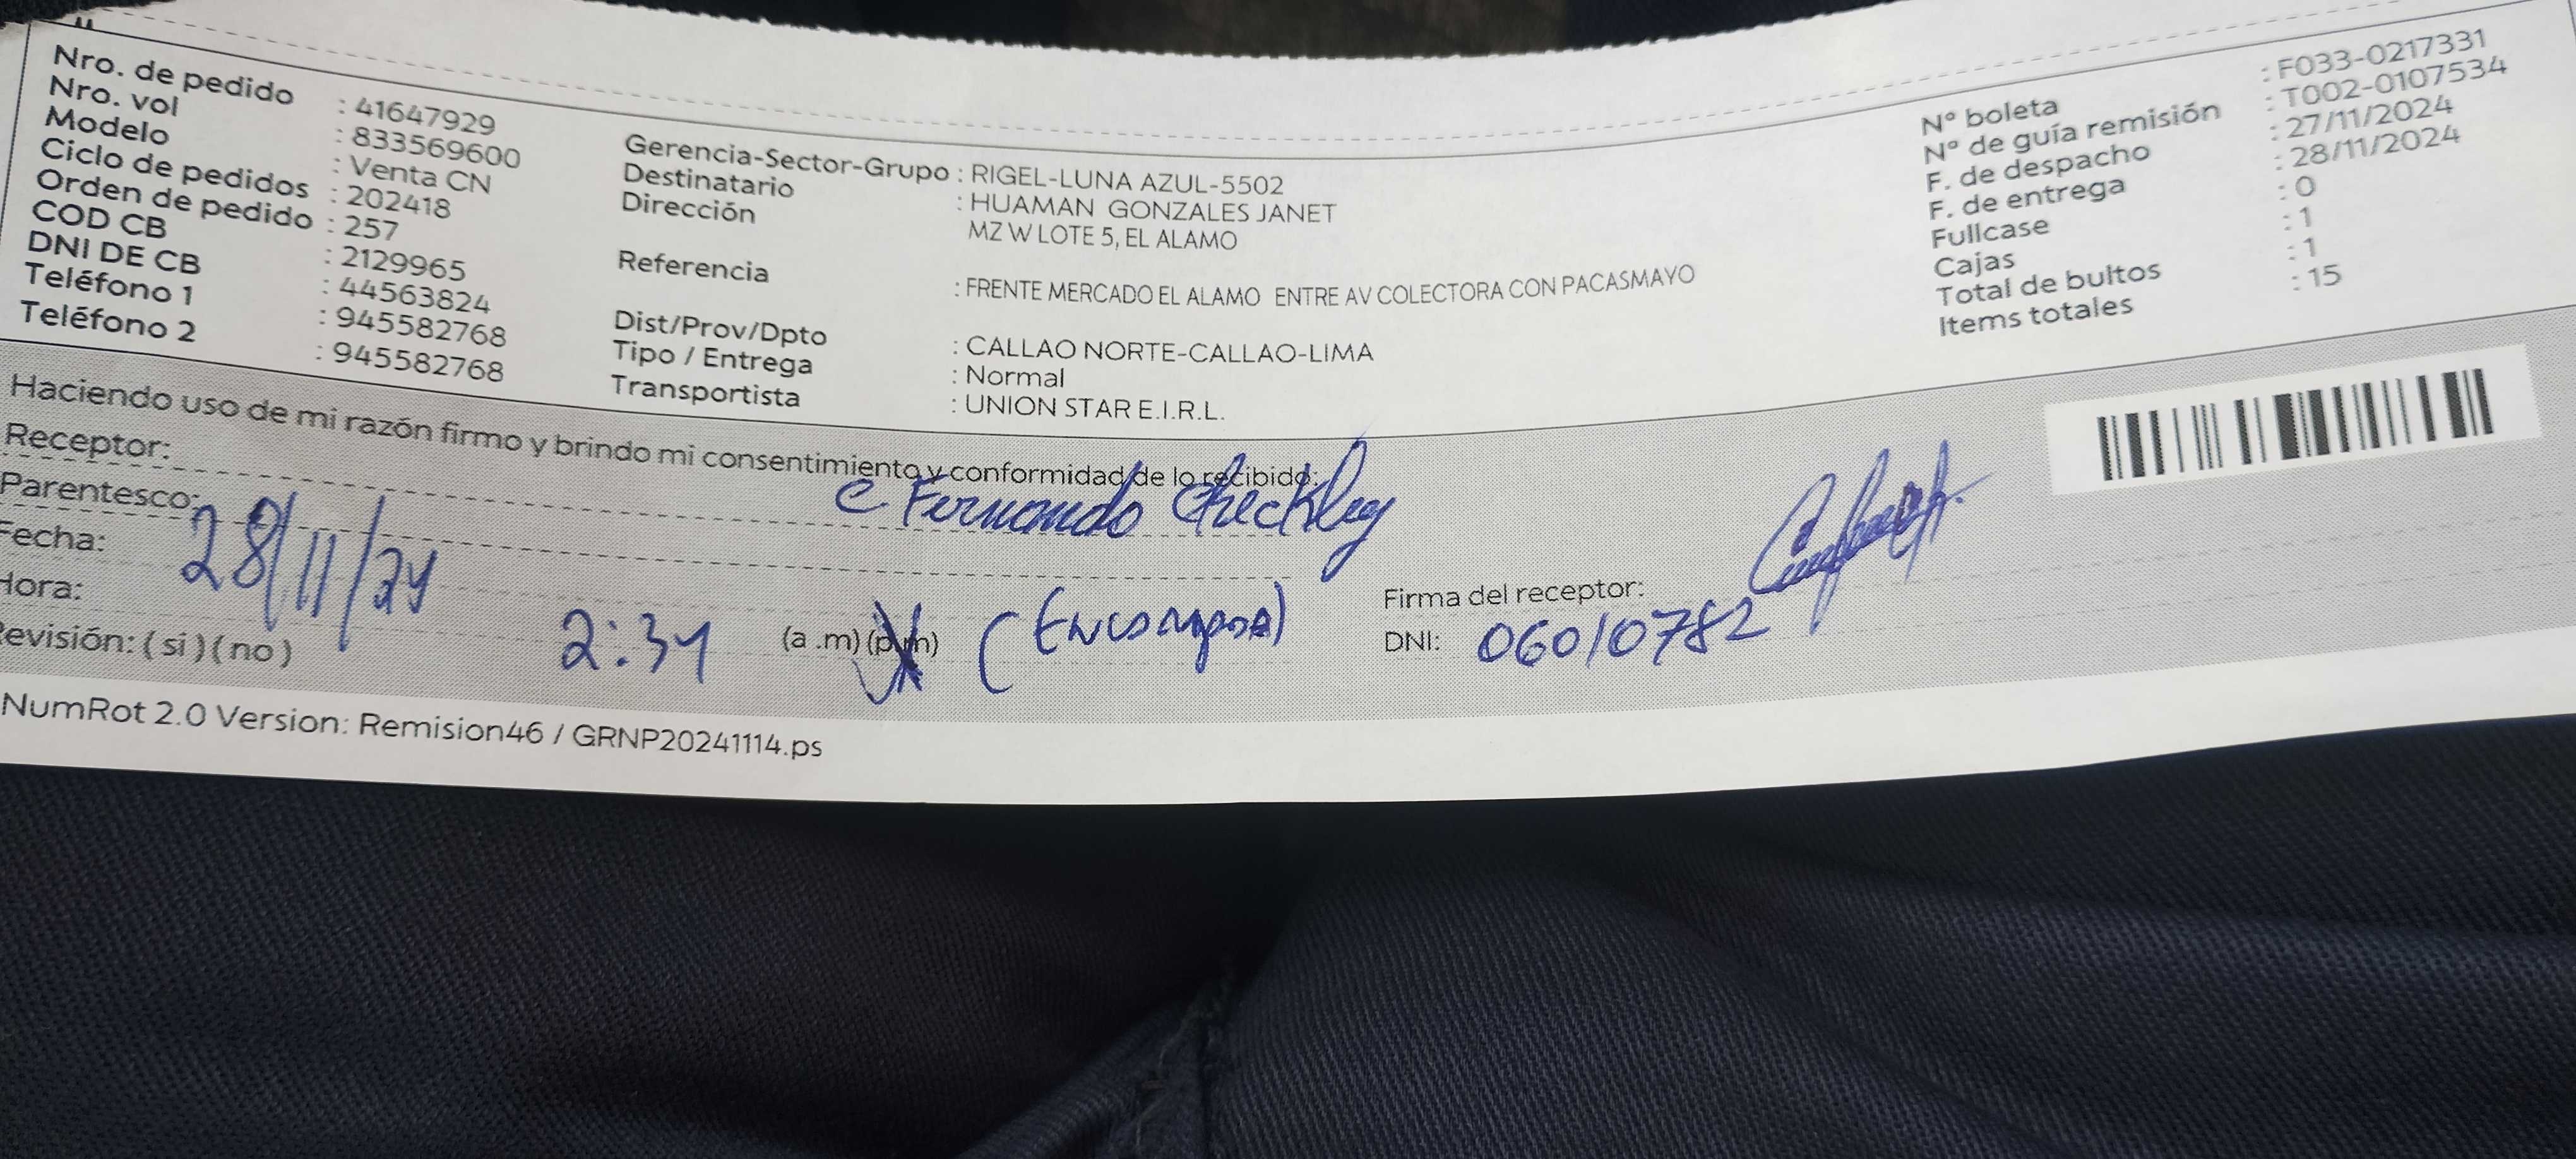 Nro. de pedido : 41647929
Nro. vol : 833569600
Modelo : Venta CN
Ciclo de pedidos : 202418
Orden de pedido : 257
COD CB : 2129965
DNI DE CB : 44563824
Teléfono 1 : 945582768
Teléfono 2 : 945582768
Gerencia-Sector-Grupo : RIGEL-LUNA AZUL-5502
Destinatario : HUAMAN GONZALES JANET
Dirección MZ W LOTE 5, EL ALAMO
Referencia : FRENTE MERCADO EL ALAMO ENTRE AV COLECTORA CON PACASMAYO
Dist/Prov/Dpto : CALLAO NORTE-CALLAO-LIMA
Tipo / Entrega : Normal
Transportista : UNION STAR E.I.R.L.
N° boleta : F033-0217331
N° de guía remisión : T002-0107534
F. de despacho : 27/11/2024
F. de entrega : 28/11/2024
Fullcase : 0
Cajas : 1
Total de bultos : 1
Items totales : 15
Haciendo uso de mi razón firmo y brindo mi consentimiento y conformidad de lo recibido:
Receptor: Fernando Checkley
Parentesco:
Fecha: 28/11/24
Hora: 2:34 (a .m) (p.m)
Revisión: ( si ) ( no )
Firma del receptor:
DNI: 06010782
NumRot 2.0 Version: Remision46 / GRNP20241114.ps